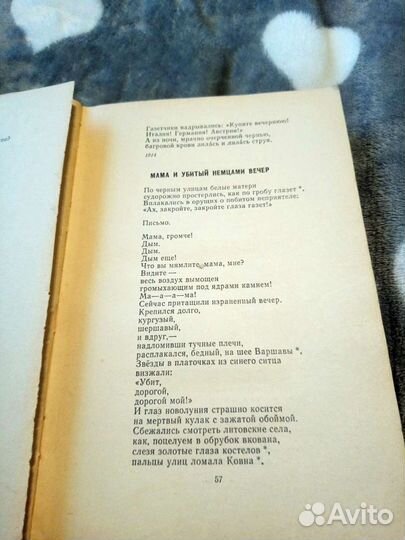 Газетчики надрывались: «Купите вечернюю!
Италия! Германия! Австрия!»
А из ночи, мрачно очерченной чернью,
багровой крови лила́сь и лила́сь струя.
1914
МАМА И УБИТЫЙ НЕМЦАМИ ВЕЧЕР
По черным улицам белые матери
судорожно простерлись, как по гробу глазет *.
Вплакались в орущих о побитом неприятеле:
«Ах, закройте, закройте глаза газет!»
Письмо.
Мама, громче!
Дым.
Дым.
Дым еще!
Что вы мямлите, мама, мне?
Видите —
весь воздух вымощен
громыхающим под ядрами камнем!
Ма — а — а — ма!
Сейчас притащили израненный вечер.
Крепился долго,
кургузый,
шершавый,
и вдруг, —
надломивши тучные плечи,
расплакался, бедный, на шее Варшавы *.
Звёзды в платочках из синего ситца
визжали:
«Убит,
дорогой,
дорогой мой!»
И глаз новолуния страшно косится
на мертвый кулак с зажатой обоймой.
Сбежались смотреть литовские села,
как, поцелуем в обрубок вкована,
слезя золотые глаза костелов *,
пальцы улиц ломала Ковна *.
57
Avito